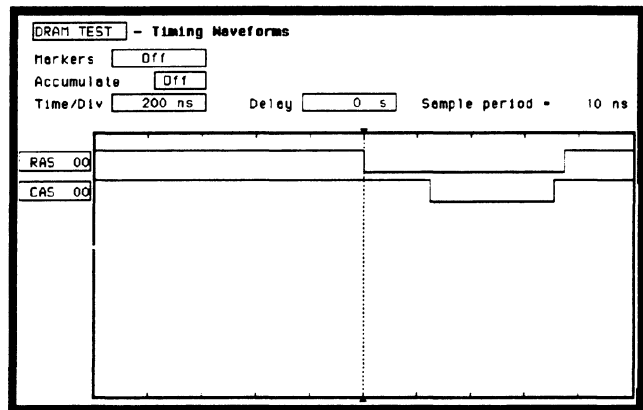 DRAM TEST - Timing Waveforms
Markers Off
Accumulate Off
Time/Div 200 ns Delay 0 s Sample period = 10 ns
RAS 00
CAS 00